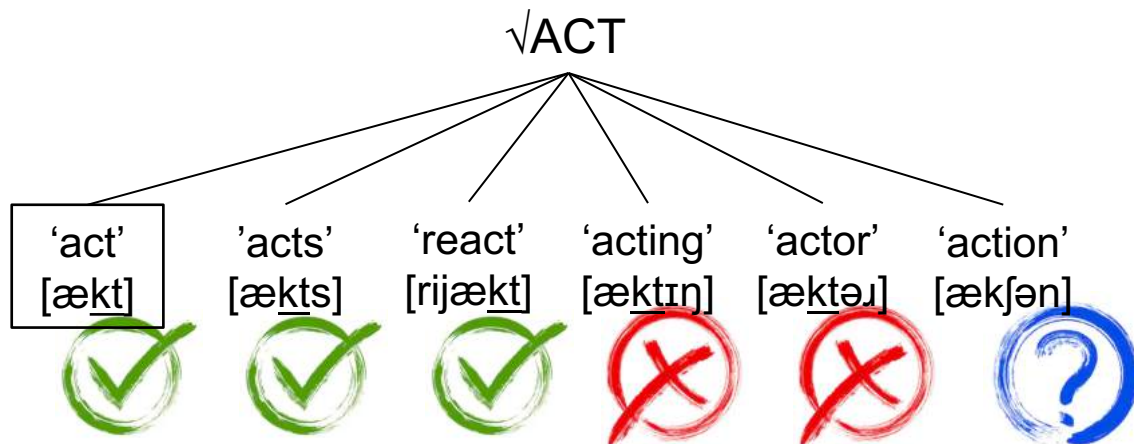 √ACT
‘act’ ’acts’ ‘react’ ‘acting’ ‘actor’ ‘action’
[ækt] [ækts] [rijækt] [æktɪŋ] [æktəɹ] [ækʃən]